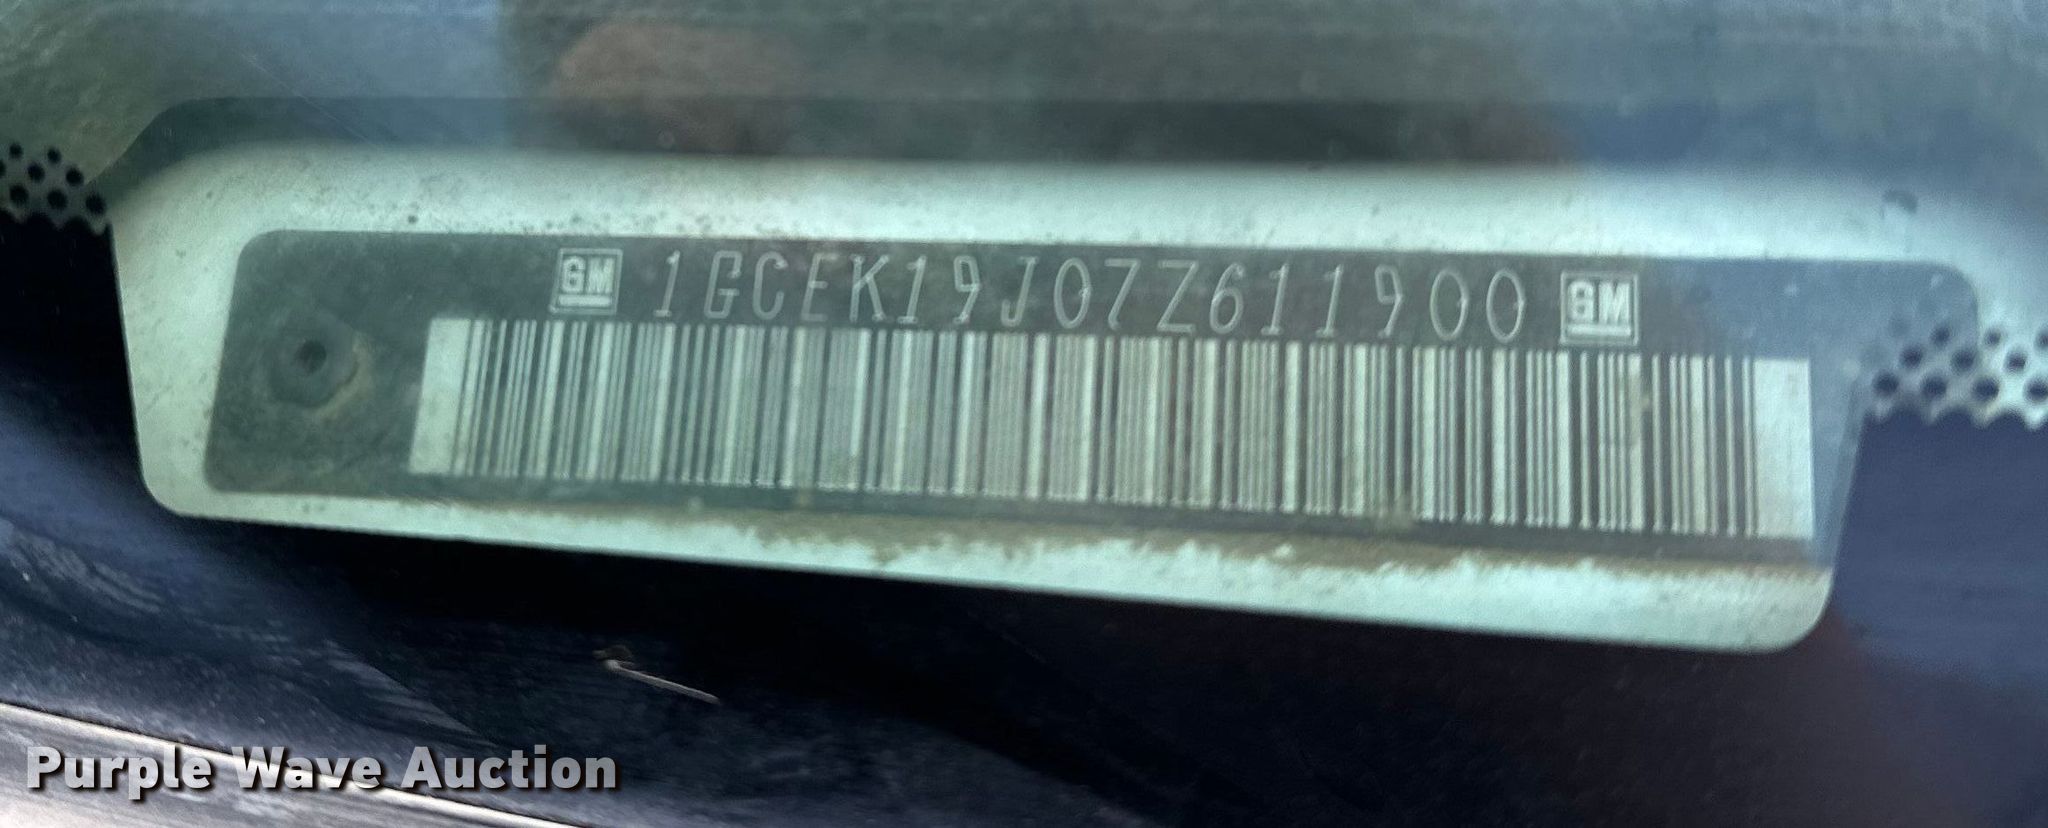 GM 1GCEK19J07Z611900 GM
Purple Wave Auction